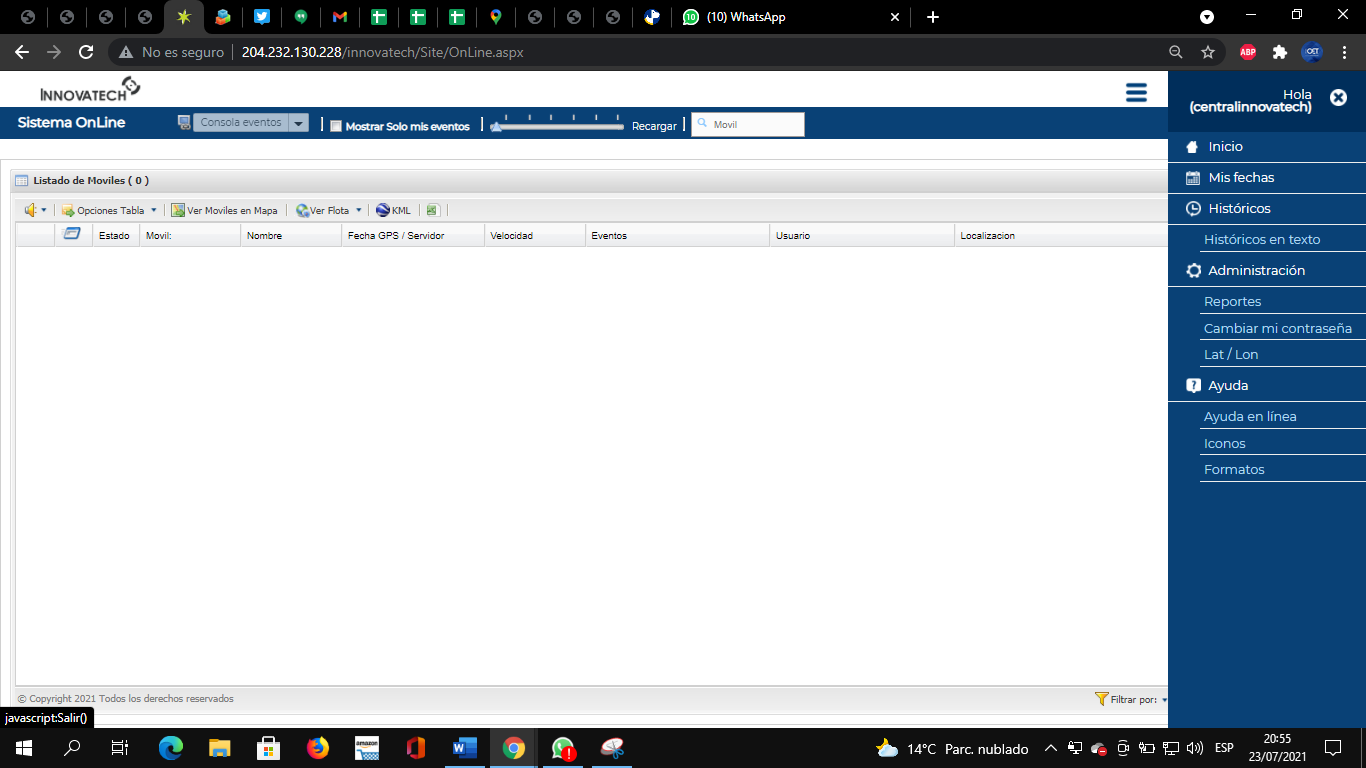 (10) WhatsApp
No es seguro
204.232.130.228/innovatech/Site/OnLine.aspx
ABP
INNOVATECH
Hola
(centralinnovatech)
Sistema OnLine
Consola eventos
Mostrar Solo mis eventos
Recargar
Movil
Inicio
Mis fechas
Históricos
Históricos en texto
Administración
Reportes
Cambiar mi contraseña
Lat / Lon
Ayuda
Ayuda en línea
Iconos
Formatos
Listado de Moviles ( 0 )
Opciones Tabla
Ver Moviles en Mapa
Ver Flota
KML
Estado
Movil:
Nombre
Fecha GPS / Servidor
Velocidad
Eventos
Usuario
Localizacion
© Copyright 2021 Todos los derechos reservados
Filtrar por:
javascript:Salir()
amazon
14°C Parc. nublado
ESP
20:55
23/07/2021